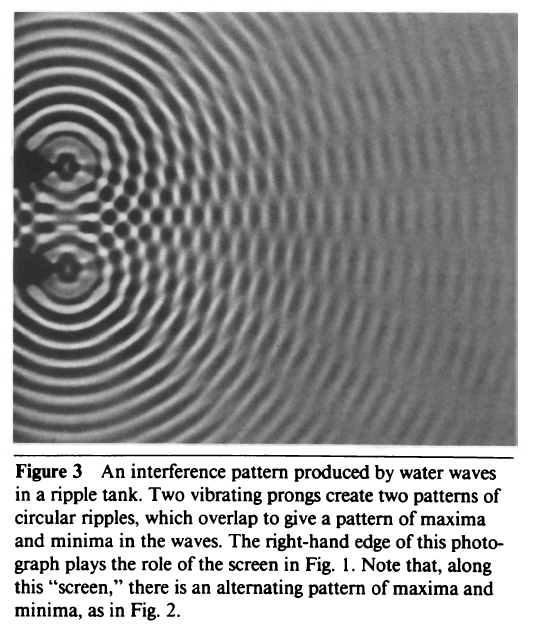 Figure 3 An interference pattern produced by water waves
in a ripple tank. Two vibrating prongs create two patterns of
circular ripples, which overlap to give a pattern of maxima
and minima in the waves. The right-hand edge of this photo-
graph plays the role of the screen in Fig. 1. Note that, along
this “screen,” there is an alternating pattern of maxima and
minima, as in Fig. 2.